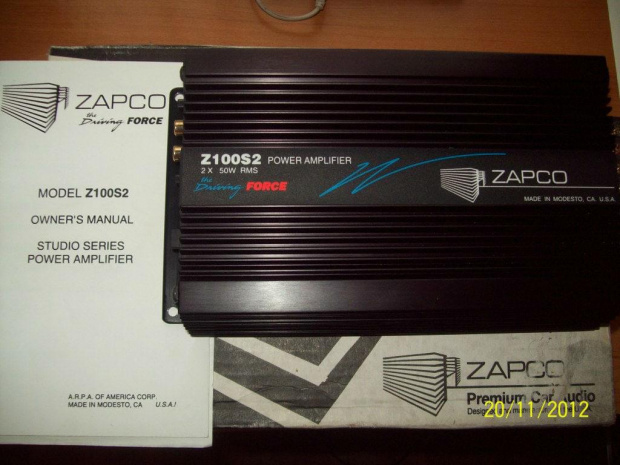 ZAPCO
the
Driving FORCE
MODEL Z100S2
OWNER'S MANUAL
STUDIO SERIES
POWER AMPLIFIER
A.R.P.A. OF AMERICA CORP.
MADE IN MODESTO, CA U.S.A!
Z100S2 POWER AMPLIFIER
2 X 50W RMS
the
Driving FORCE
ZAPCO
MADE IN MODESTO, CA. U.S.A.
ZAPCO
Premium Car Audio
20/11/2012